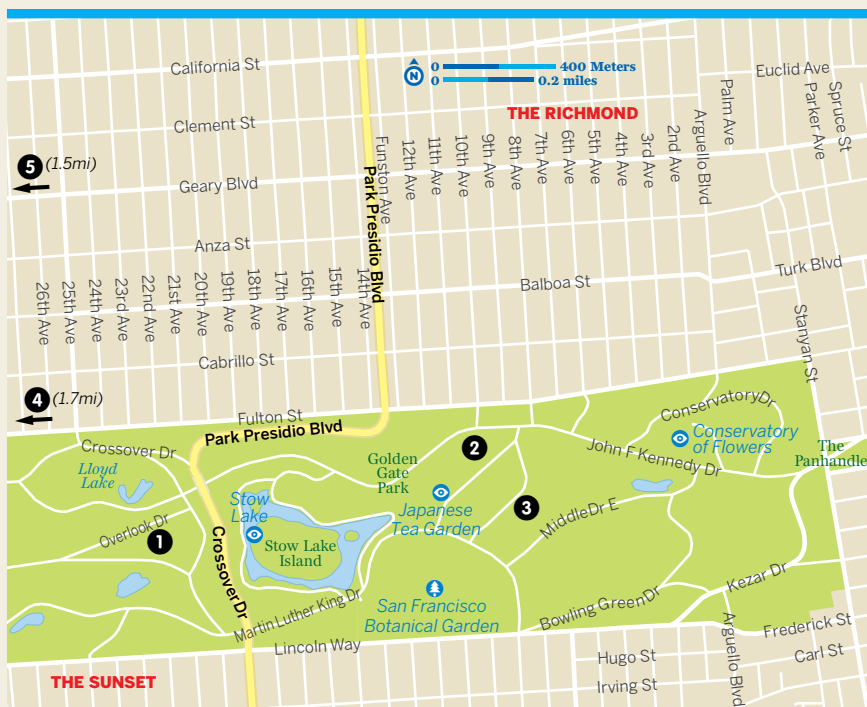 California St
N
0 400 Meters
0 0.2 miles
Euclid Ave
Clement St
THE RICHMOND
Palm Ave
Parker Ave
Spruce St
5 (1.5mi)
Geary Blvd
Park Presidio Blvd
Funston Ave
12th Ave
11th Ave
10th Ave
9th Ave
8th Ave
7th Ave
6th Ave
5th Ave
4th Ave
3rd Ave
2nd Ave
Arguello Blvd
Anza St
Turk Blvd
Balboa St
26th Ave
25th Ave
24th Ave
23rd Ave
22nd Ave
21st Ave
20th Ave
19th Ave
18th Ave
17th Ave
16th Ave
15th Ave
14th Ave
Stanyan St
Cabrillo St
4 (1.7mi)
Fulton St
Park Presidio Blvd
Conservatory Dr
Crossover Dr
Lloyd
Lake
2
John F Kennedy Dr
Conservatory
of Flowers
The
Panhandle
Golden
Gate
Park
Stow
Lake
Japanese
Tea Garden
3
Middle Dr E
Overlook Dr
1
Crossover Dr
Stow Lake
Island
Martin Luther King Dr
San Francisco
Botanical Garden
Bowling Green Dr
Kezar Dr
Lincoln Way
Arguello Blvd
Frederick St
Hugo St
Carl St
THE SUNSET
Irving St